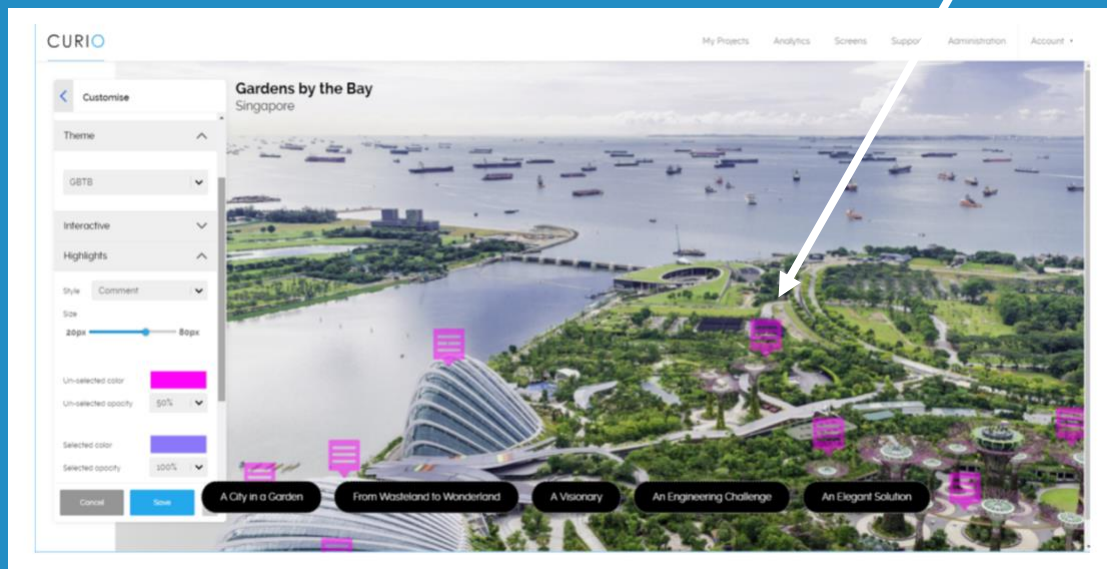 CURIO
My Projects Analytics Screens Support Administration Account
Customise
Gardens by the Bay
Singapore
Theme
GBTB
Interactive
Highlights
Style Comment
Size
20px 80px
Un-selected color
Un-selected opacity 50%
Selected color
Selected opacity 100%
Cancel Save
A City in a Garden From Wasteland to Wonderland A Visionary An Engineering Challenge An Elegant Solution